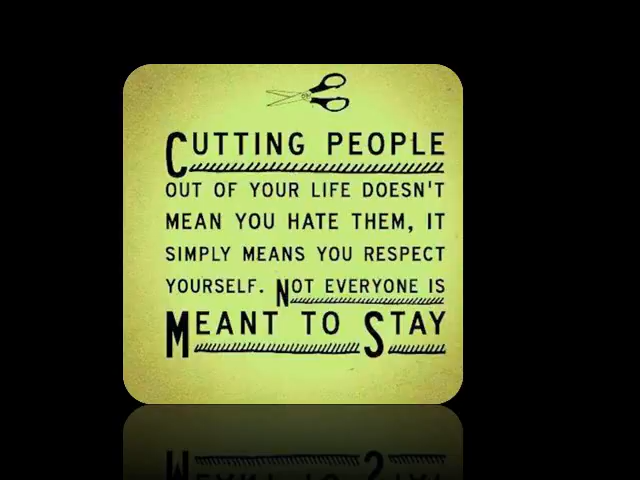 CUTTING PEOPLE
OUT OF YOUR LIFE DOESN'T
MEAN YOU HATE THEM, IT
SIMPLY MEANS YOU RESPECT
YOURSELF. NOT EVERYONE IS
MEANT TO STAY